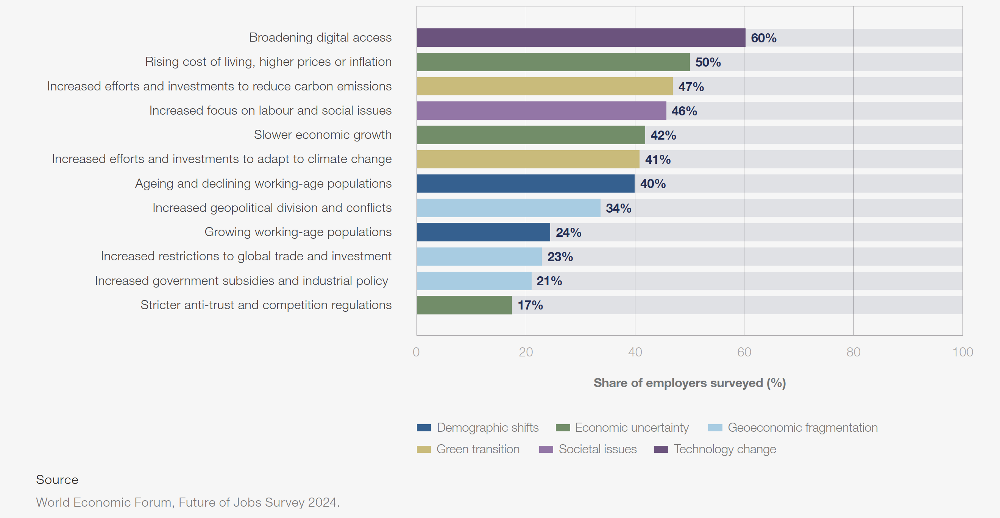 Broadening digital access 60%
Rising cost of living, higher prices or inflation 50%
Increased efforts and investments to reduce carbon emissions 47%
Increased focus on labour and social issues 46%
Slower economic growth 42%
Increased efforts and investments to adapt to climate change 41%
Ageing and declining working-age populations 40%
Increased geopolitical division and conflicts 34%
Growing working-age populations 24%
Increased restrictions to global trade and investment 23%
Increased government subsidies and industrial policy 21%
Stricter anti-trust and competition regulations 17%
0 20 40 60 80 100
Share of employers surveyed (%)
Demographic shifts Economic uncertainty Geoeconomic fragmentation
Green transition Societal issues Technology change
Source
World Economic Forum, Future of Jobs Survey 2024.